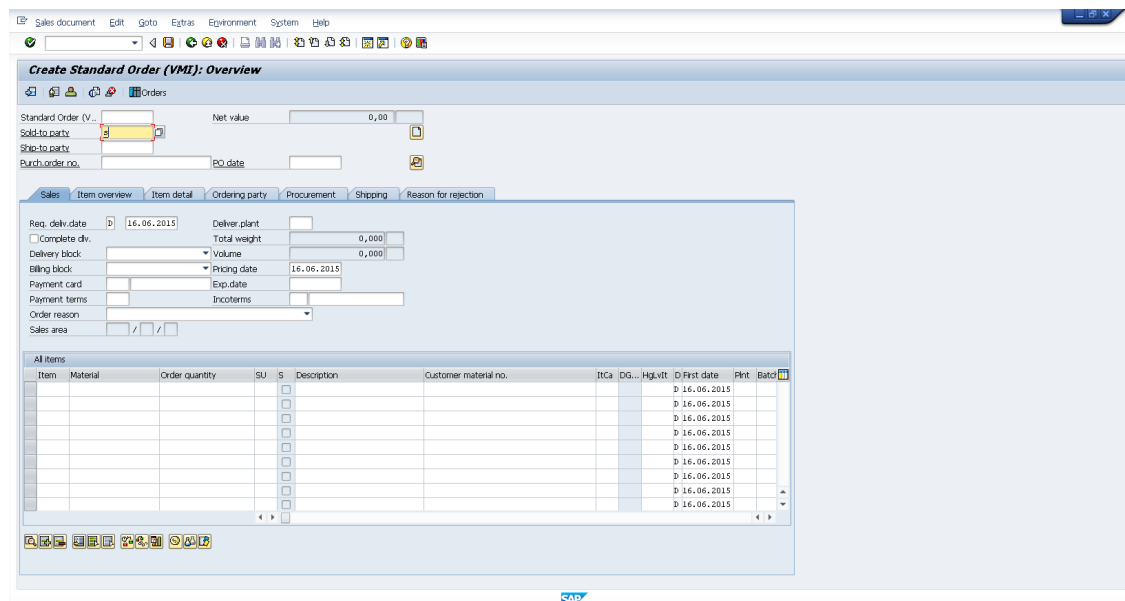 Sales document Edit Goto Extras Environment System Help
Create Standard Order (VMI): Overview
Orders
Standard Order (V... Net value 0,00
Sold-to party s
Ship-to party
Purch.order no. PO date
Sales Item overview Item detail Ordering party Procurement Shipping Reason for rejection
Req. deliv.date D 16.06.2015 Deliver.plant
Complete dlv. Total weight 0,000
Delivery block Volume 0,000
Billing block Pricing date 16.06.2015
Payment card Exp.date
Payment terms Incoterms
Order reason
Sales area / /
All items
Item Material Order quantity SU S Description Customer material no. ItCa DG... HgLvIt D First date Plnt Batch
D 16.06.2015
D 16.06.2015
D 16.06.2015
D 16.06.2015
D 16.06.2015
D 16.06.2015
D 16.06.2015
D 16.06.2015
D 16.06.2015
SAP